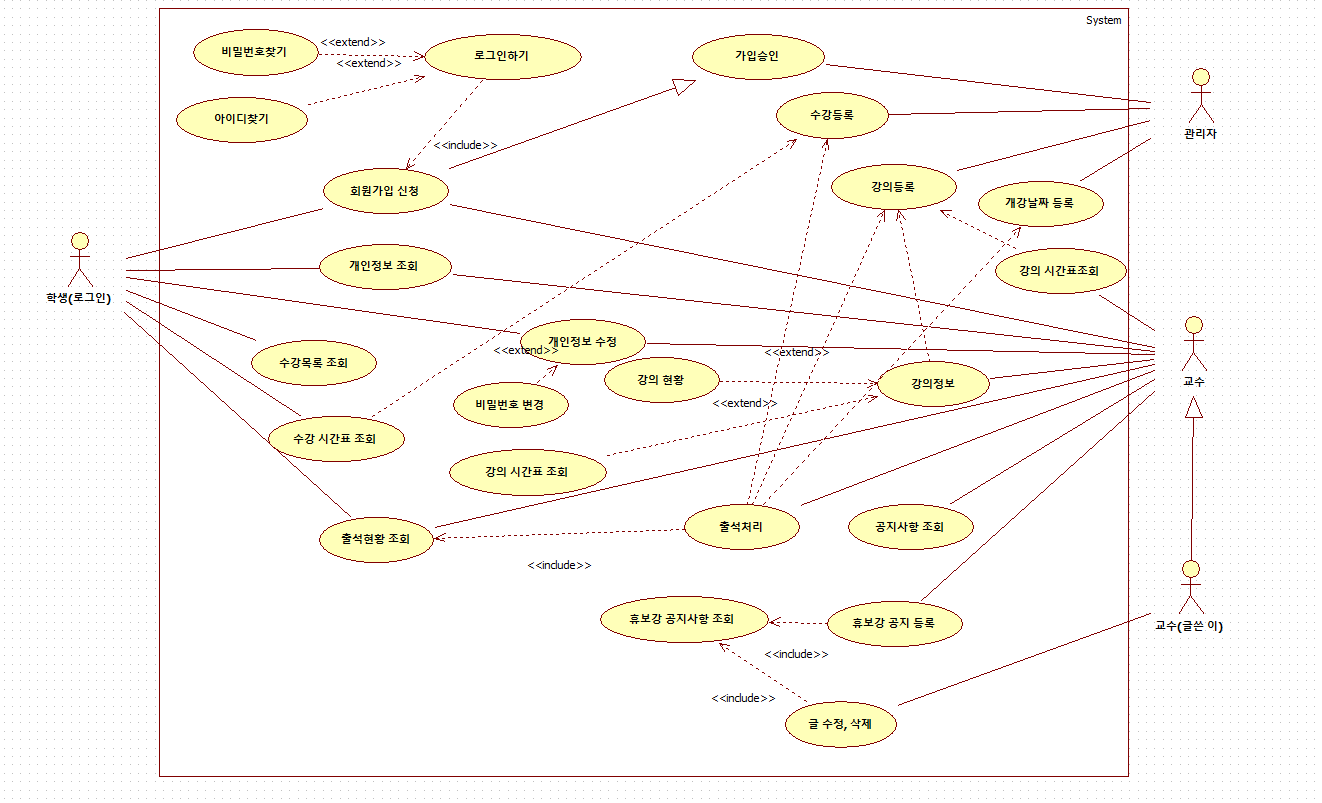 System
비밀번호찾기
<<extend>>
로그인하기
가입승인
<<extend>>
아이디찾기
수강등록
관리자
<<include>>
회원가입 신청
강의등록
개강날짜 등록
개인정보 조회
강의 시간표조회
학생(로그인)
개인정보 수정
<<extend>>
<<extend>>
수강목록 조회
강의 현황
강의정보
교수
비밀번호 변경
<<extend>>
수강 시간표 조회
강의 시간표 조회
출석현황 조회
출석처리
공지사항 조회
<<include>>
휴보강 공지사항 조회
휴보강 공지 등록
교수(글쓴 이)
<<include>>
<<include>>
글 수정, 삭제